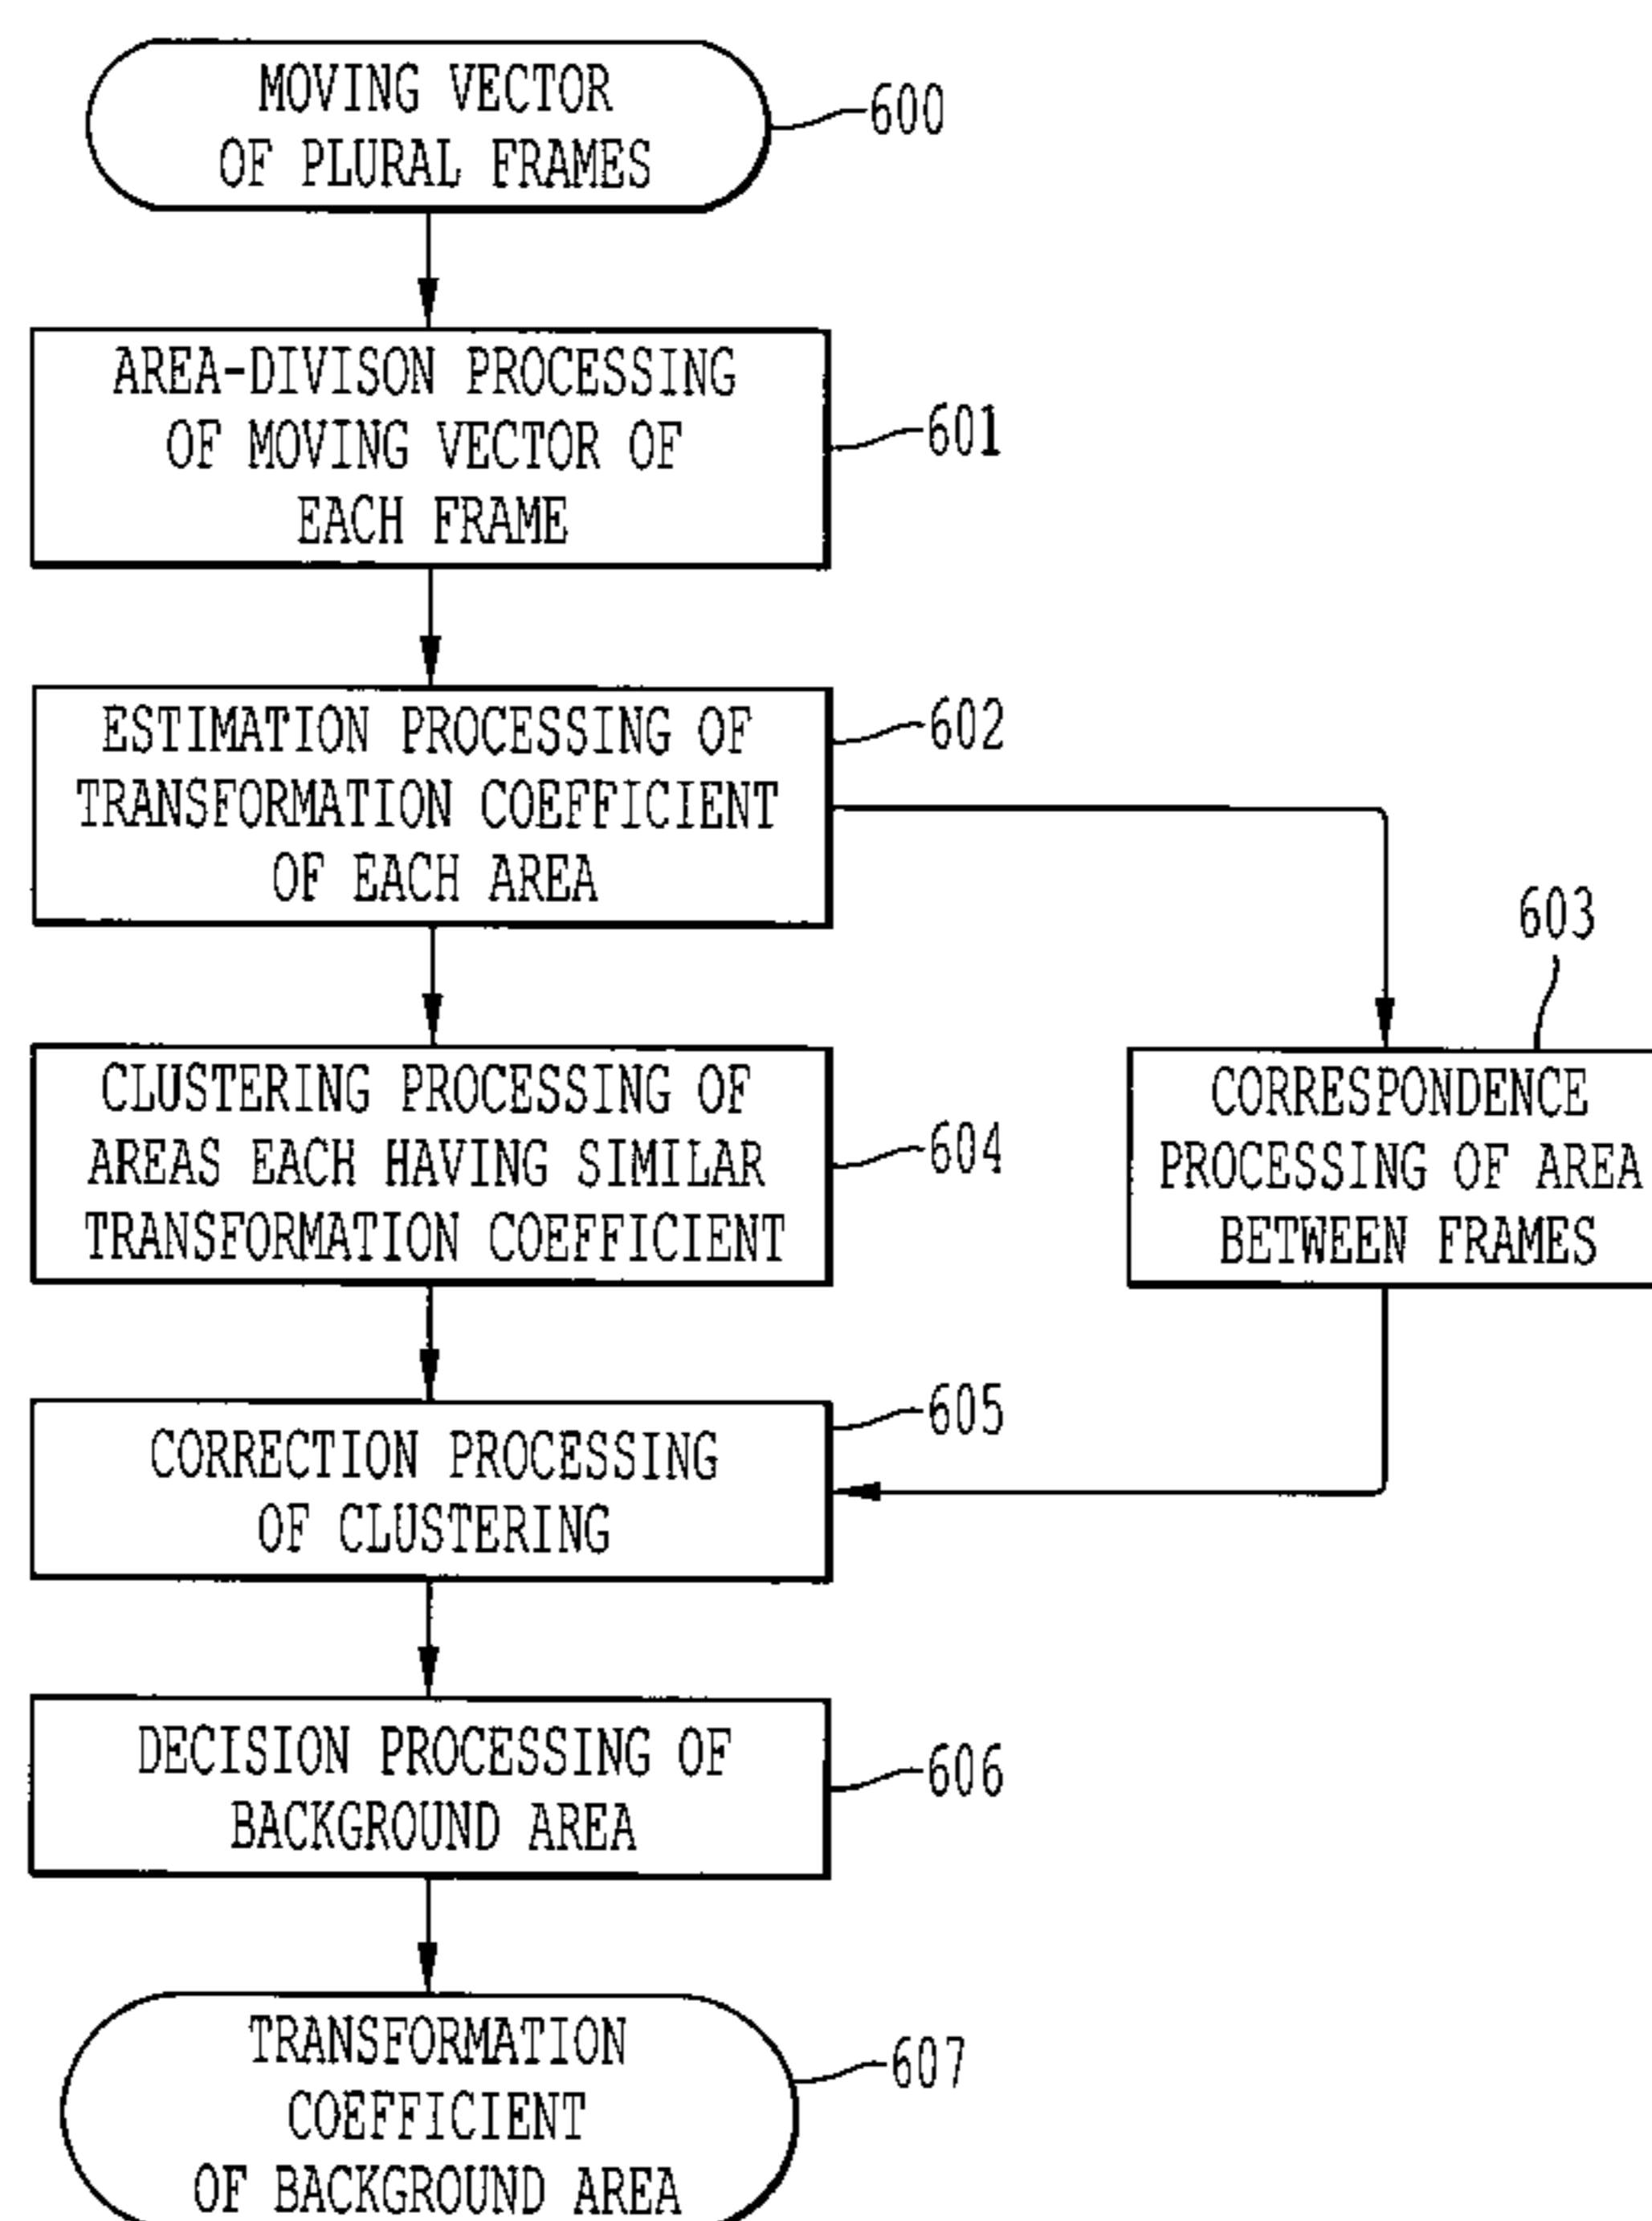 MOVING VECTOR
OF PLURAL FRAMES
600
AREA-DIVISON PROCESSING
OF MOVING VECTOR OF
EACH FRAME
601
ESTIMATION PROCESSING OF
TRANSFORMATION COEFFICIENT
OF EACH AREA
602
603
CORRESPONDENCE
PROCESSING OF AREA
BETWEEN FRAMES
CLUSTERING PROCESSING OF
AREAS EACH HAVING SIMILAR
TRANSFORMATION COEFFICIENT
604
CORRECTION PROCESSING
OF CLUSTERING
605
DECISION PROCESSING OF
BACKGROUND AREA
606
TRANSFORMATION
COEFFICIENT
OF BACKGROUND AREA
607